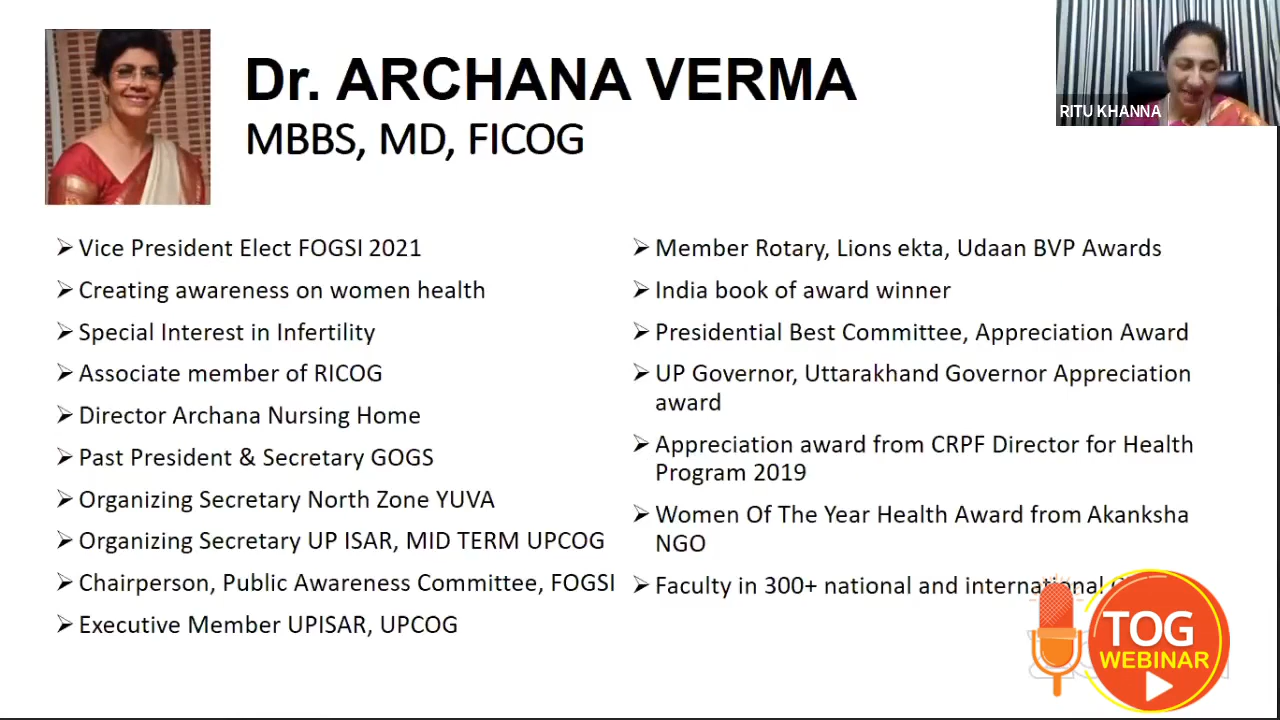 Dr. ARCHANA VERMA
MBBS, MD, FICOG
RITU KHANNA
Vice President Elect FOGSI 2021
Creating awareness on women health
Special Interest in Infertility
Associate member of RICOG
Director Archana Nursing Home
Past President & Secretary GOGS
Organizing Secretary North Zone YUVA
Organizing Secretary UP ISAR, MID TERM UPCOG
Chairperson, Public Awareness Committee, FOGSI
Executive Member UPISAR, UPCOG
Member Rotary, Lions ekta, Udaan BVP Awards
India book of award winner
Presidential Best Committee, Appreciation Award
UP Governor, Uttarakhand Governor Appreciation
award
Appreciation award from CRPF Director for Health
Program 2019
Women Of The Year Health Award from Akanksha
NGO
Faculty in 300+ national and international
TOG
WEBINAR